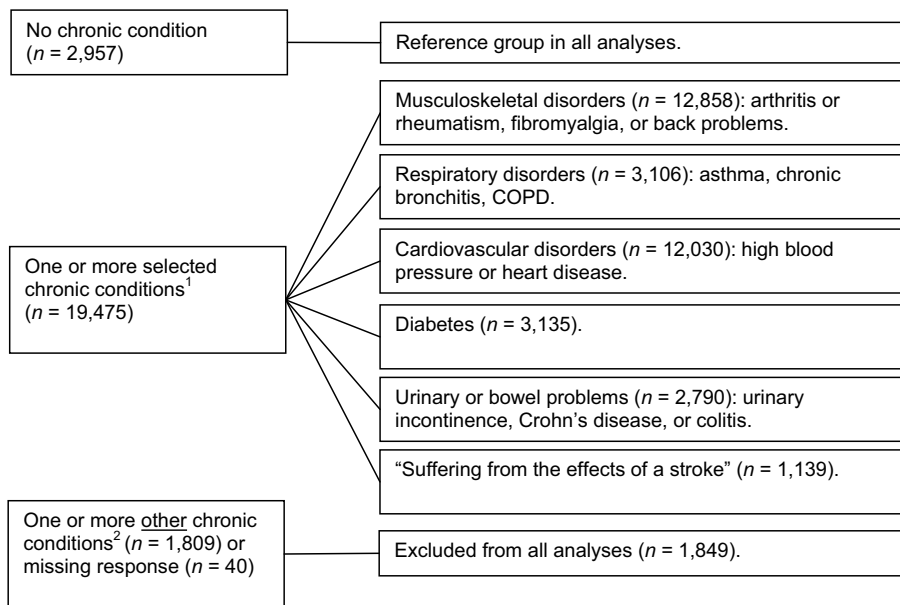 No chronic condition
(n = 2,957)
Reference group in all analyses.
Musculoskeletal disorders (n = 12,858): arthritis or
rheumatism, fibromyalgia, or back problems.
Respiratory disorders (n = 3,106): asthma, chronic
bronchitis, COPD.
One or more selected
chronic conditions¹
(n = 19,475)
Cardiovascular disorders (n = 12,030): high blood
pressure or heart disease.
Diabetes (n = 3,135).
Urinary or bowel problems (n = 2,790): urinary
incontinence, Crohn’s disease, or colitis.
“Suffering from the effects of a stroke” (n = 1,139).
One or more other chronic
conditions² (n = 1,809) or
missing response (n = 40)
Excluded from all analyses (n = 1,849).